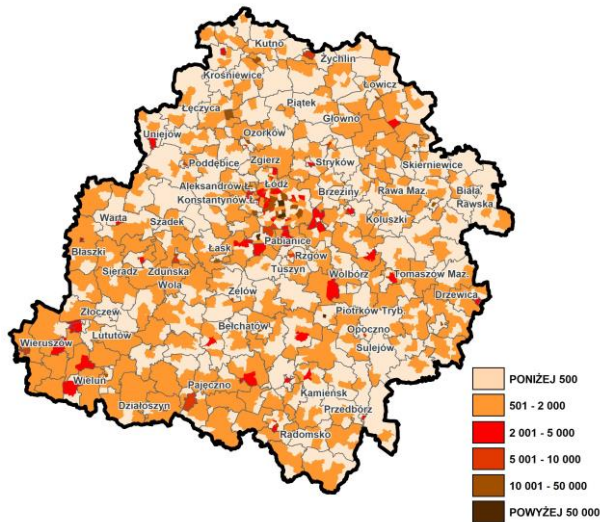 Kutno
Żychlin
Krośniewice
Łowicz
Piątek
Łęczyca
Głowno
Uniejów
Ozorków
Poddębice
Zgierz
Stryków
Skierniewice
Aleksandrów Ł.
Łódź
Brzeziny
Rawa Maz.
Biała
Rawska
Konstantynów Ł.
Warta
Szadek
Koluszki
Pabianice
Błaszki
Łask
Rzgów
Sieradz
Zduńska
Wola
Tuszyn
Wolbórz
Tomaszów Maz.
Zelów
Drzewica
Złoczew
Piotrków Tryb
Wieruszów
Lututów
Bełchatów
Opoczno
Sulejów
Wieluń
Pajęczno
Kamieńsk
Działoszyn
Przedbórz
Radomsko
PONIŻEJ 500
501 - 2 000
2 001 - 5 000
5 001 - 10 000
10 001 - 50 000
POWYŻEJ 50 000